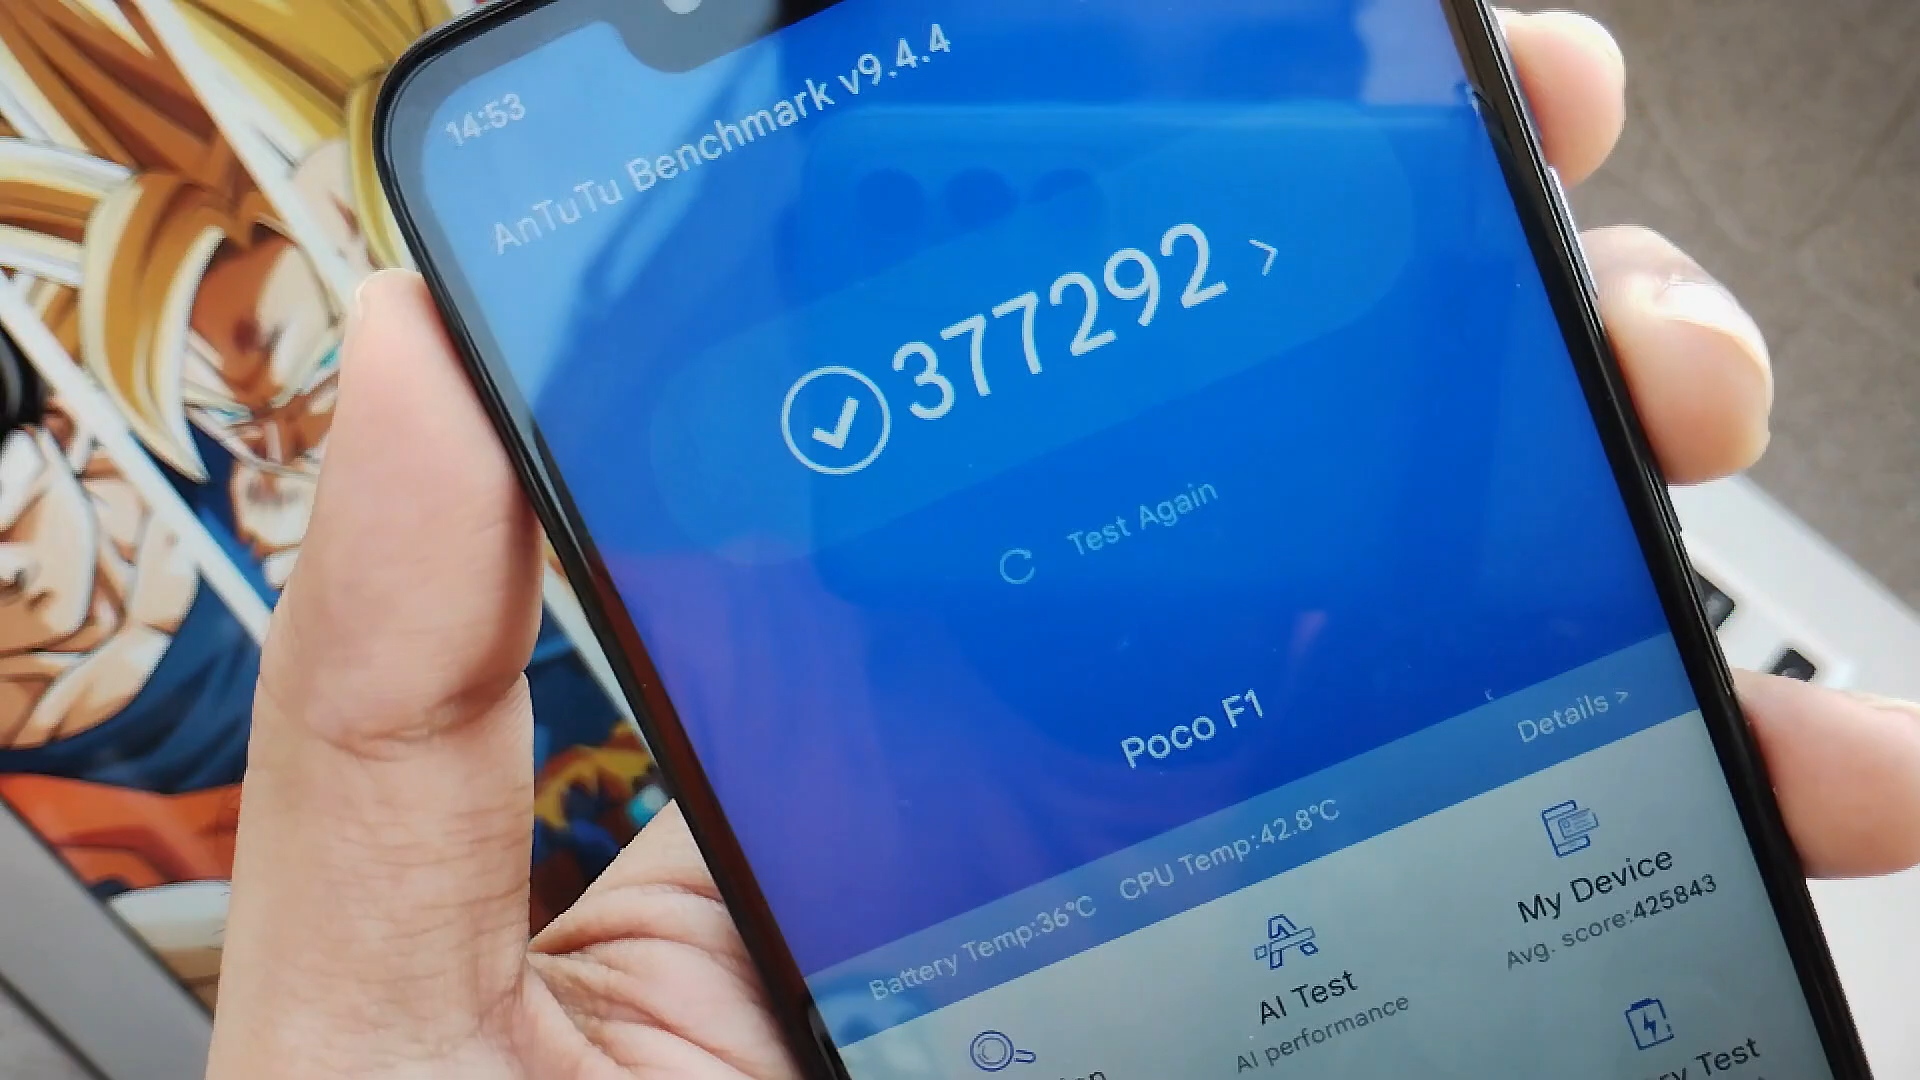 14:53
AnTuTu Benchmark v9.4.4
377292 >
Test Again
Poco F1
Battery Temp:36°C CPU Temp:42.8°C Details >
My Device
Avg. score:425843
AI Test
AI performance
Test